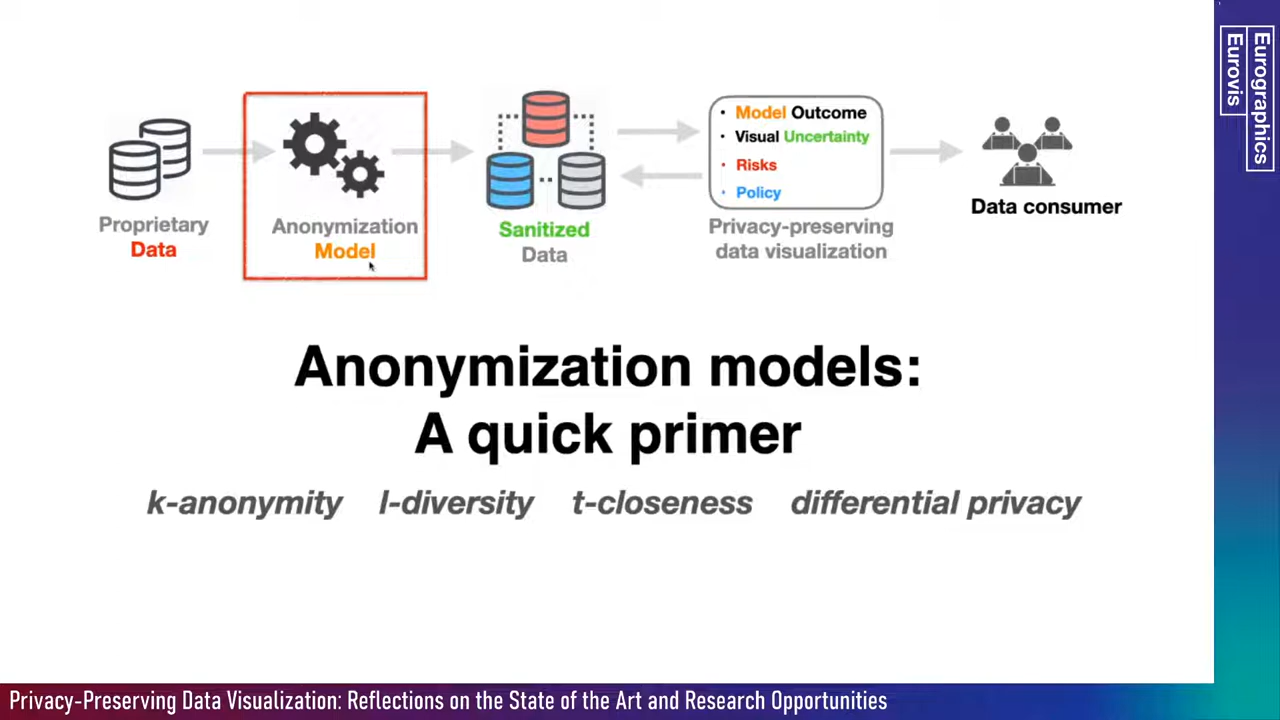 Proprietary
Data
Anonymization
Model
Sanitized
Data
• Model Outcome
• Visual Uncertainty
• Risks
• Policy
Privacy-preserving
data visualization
Data consumer
Anonymization models:
A quick primer
k-anonymity l-diversity t-closeness differential privacy
Eurographics
Eurovis
Privacy-Preserving Data Visualization: Reflections on the State of the Art and Research Opportunities